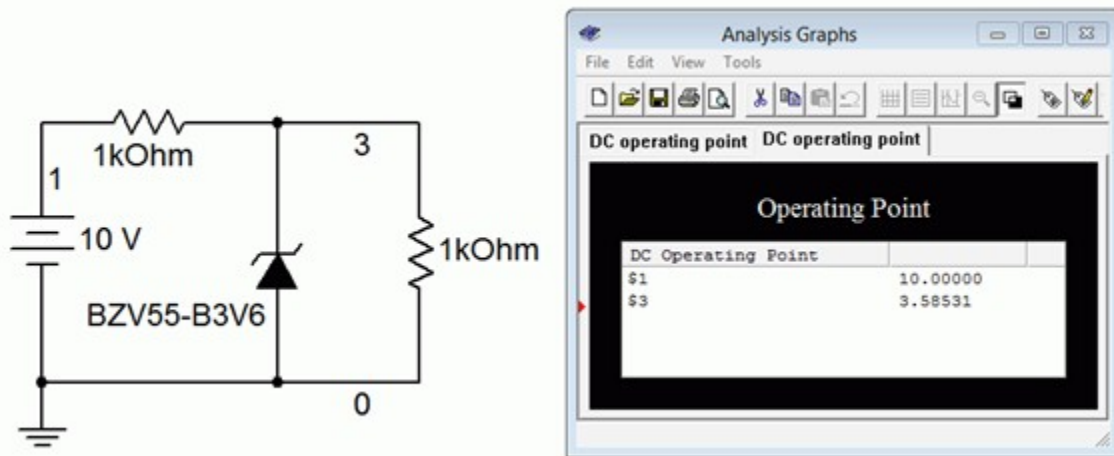 1kOhm
3
1
10 V
1kOhm
BZV55-B3V6
0
Analysis Graphs
File Edit View Tools
DC operating point DC operating point
Operating Point
DC Operating Point
$1 10.00000
$3 3.58531